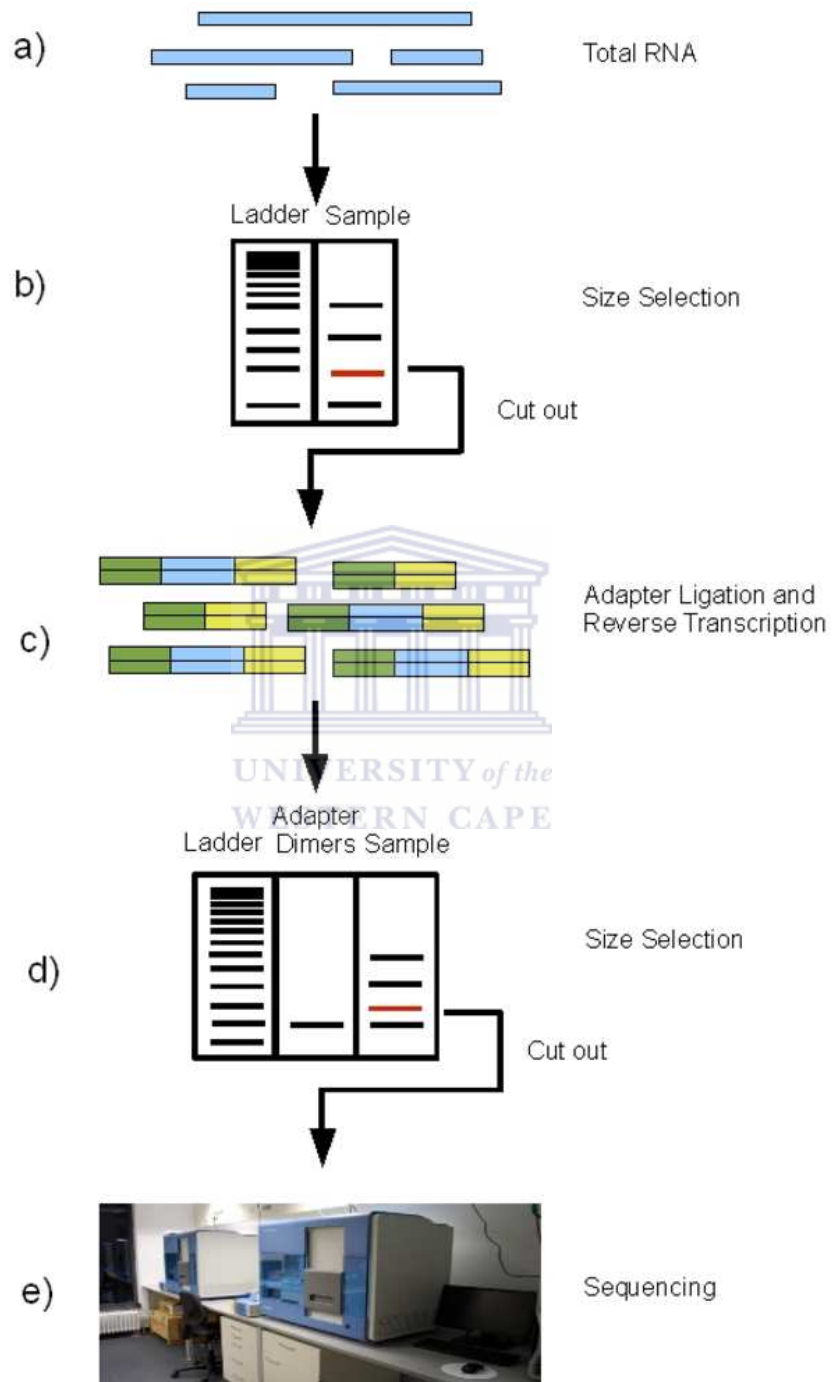 a)
Total RNA
Ladder Sample
b)
Size Selection
Cut out
Adapter Ligation and
Reverse Transcription
c)
UNIVERSITY of the
WESTERN CAPE
Adapter
Ladder Dimers Sample
Size Selection
d)
Cut out
e)
Sequencing